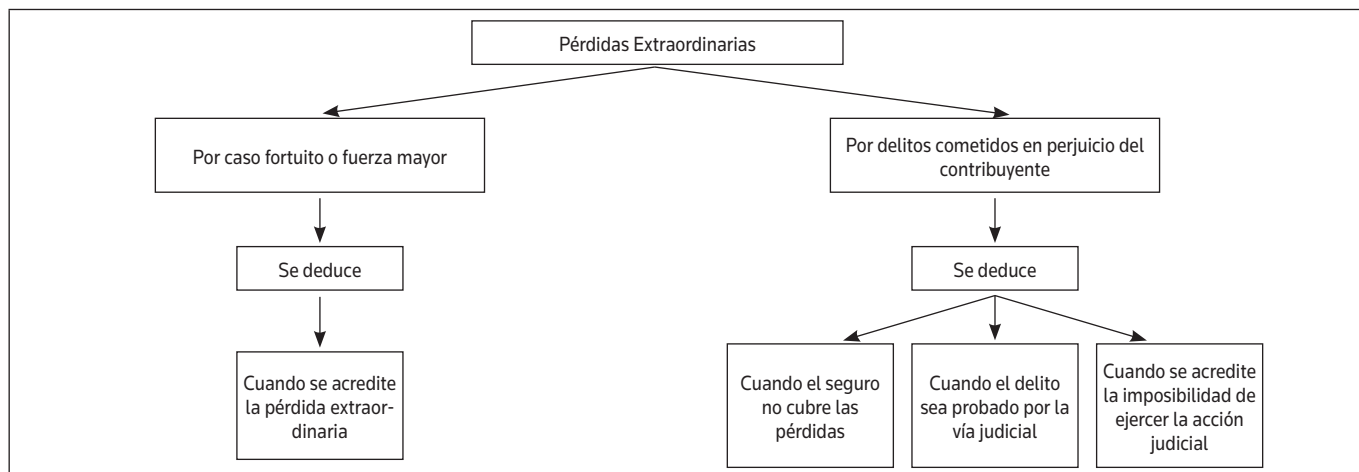 Pérdidas Extraordinarias
Por caso fortuito o fuerza mayor
Por delitos cometidos en perjuicio del
contribuyente
Se deduce
Se deduce
Cuando se acredite
la pérdida extraor-
dinaria
Cuando el seguro
no cubre las
pérdidas
Cuando el delito
sea probado por la
vía judicial
Cuando se acredite
la imposibilidad de
ejercer la acción
judicial